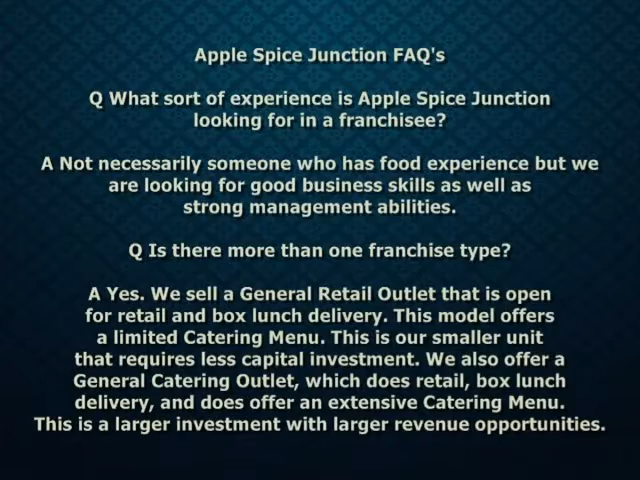 Apple Spice Junction FAQ's
Q What sort of experience is Apple Spice Junction
looking for in a franchisee?
A Not necessarily someone who has food experience but we
are looking for good business skills as well as
strong management abilities.
Q Is there more than one franchise type?
A Yes. We sell a General Retail Outlet that is open
for retail and box lunch delivery. This model offers
a limited Catering Menu. This is our smaller unit
that requires less capital investment. We also offer a
General Catering Outlet, which does retail, box lunch
delivery, and does offer an extensive Catering Menu.
This is a larger investment with larger revenue opportunities.